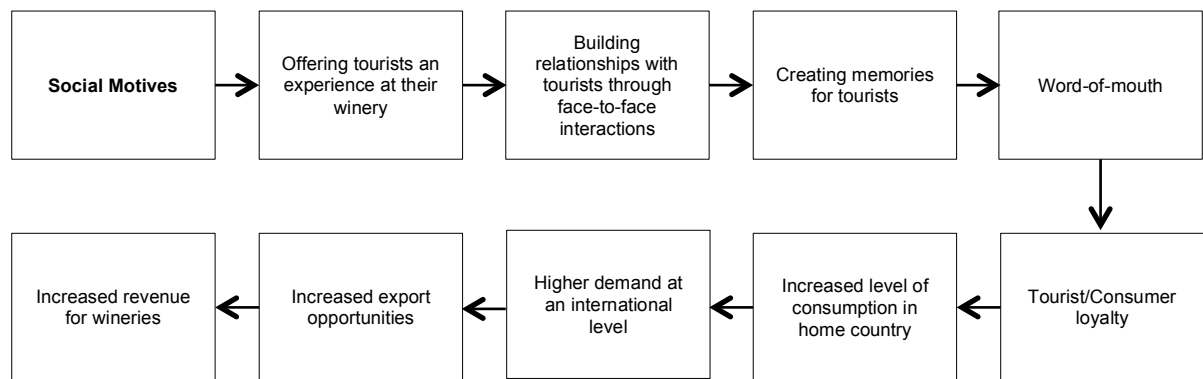 Social Motives
Offering tourists an
experience at their
winery
Building
relationships with
tourists through
face-to-face
interactions
Creating memories
for tourists
Word-of-mouth
Tourist/Consumer
loyalty
Increased level of
consumption in
home country
Higher demand at
an international
level
Increased export
opportunities
Increased revenue
for wineries